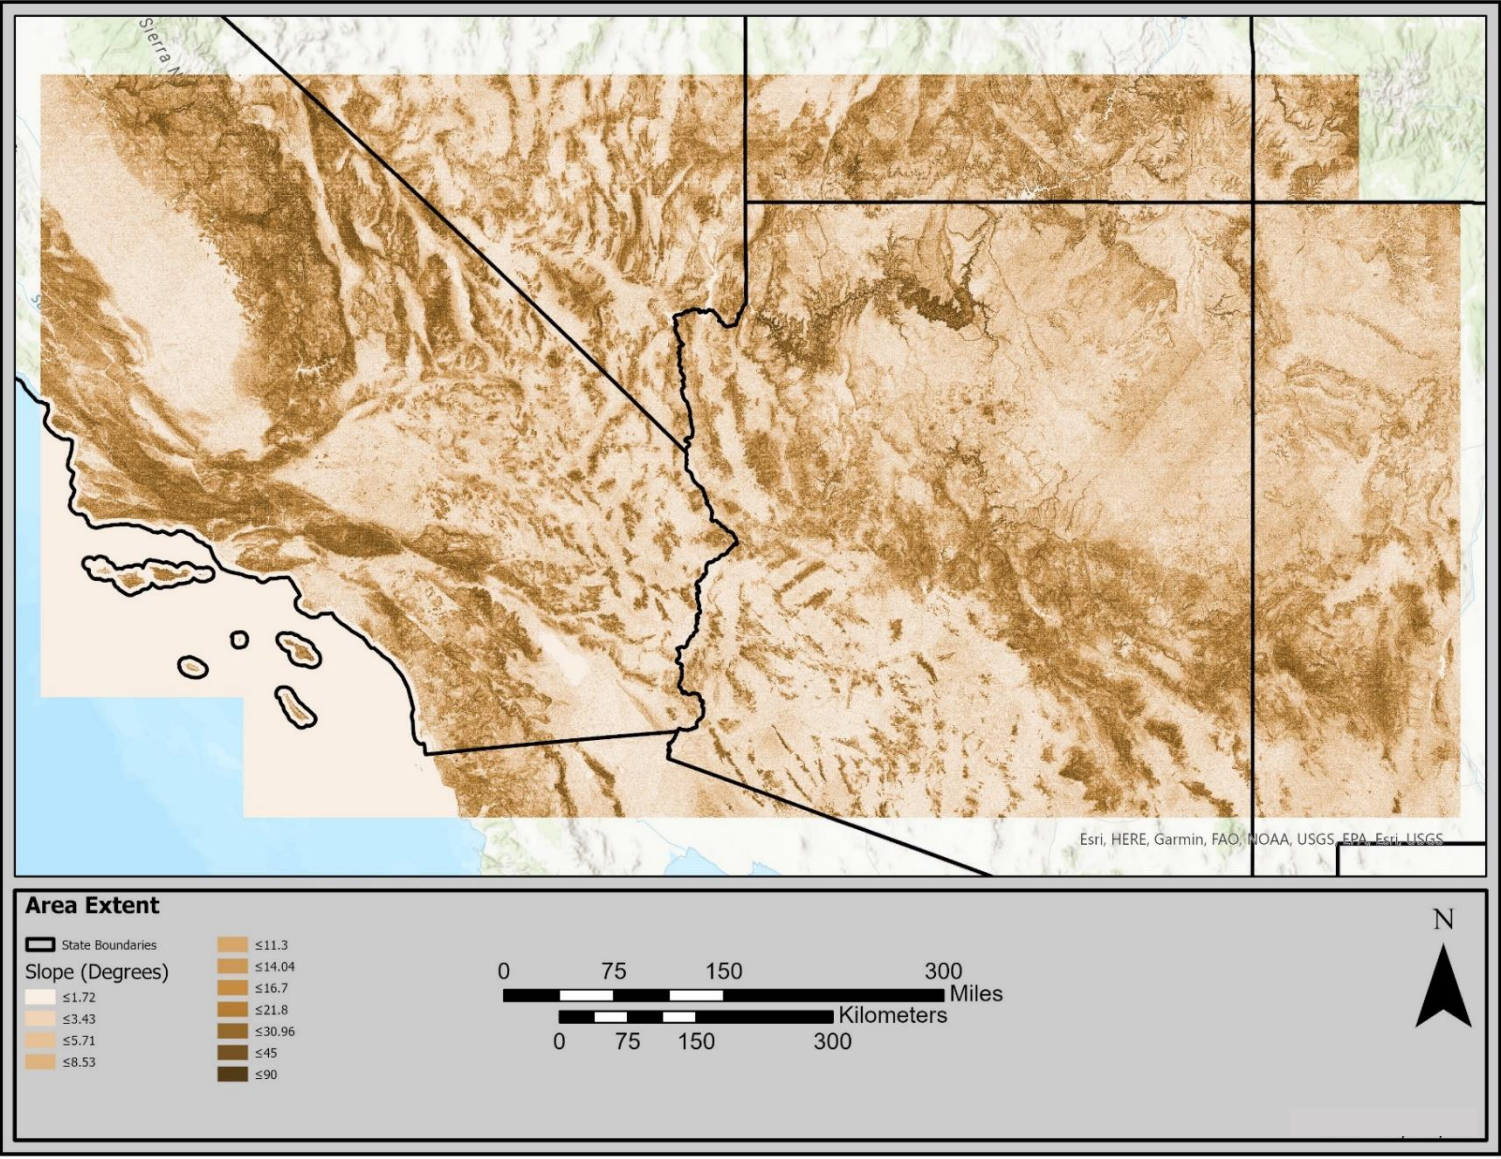 Sierra N
S
Esri, HERE, Garmin, FAO, NOAA, USGS, EPA, Esri, USGS
Area Extent
State Boundaries
Slope (Degrees)
≤1.72
≤3.43
≤5.71
≤8.53
≤11.3
≤14.04
≤16.7
≤21.8
≤30.96
≤45
≤90
0 75 150 300
Miles
Kilometers
0 75 150 300
N